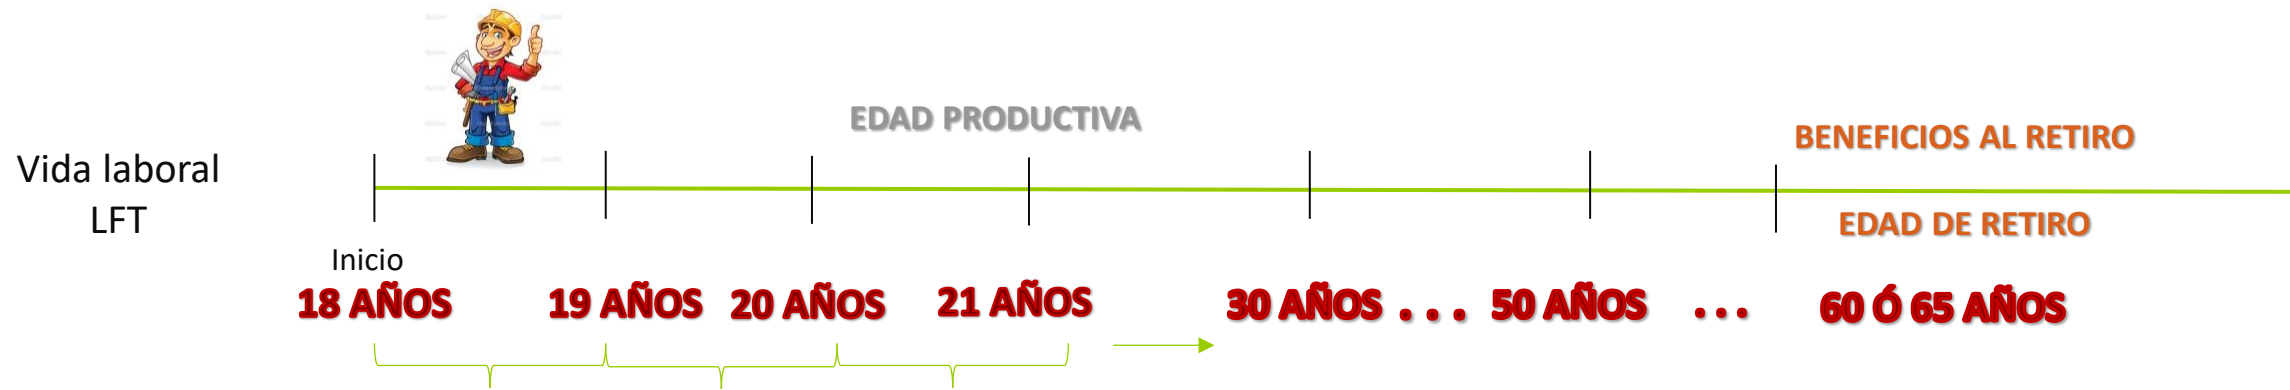 EDAD PRODUCTIVA
BENEFICIOS AL RETIRO
Vida laboral
LFT
EDAD DE RETIRO
Inicio
18 AÑOS
19 AÑOS
20 AÑOS
21 AÑOS
30 AÑOS . . .
50 AÑOS . . .
60 Ó 65 AÑOS